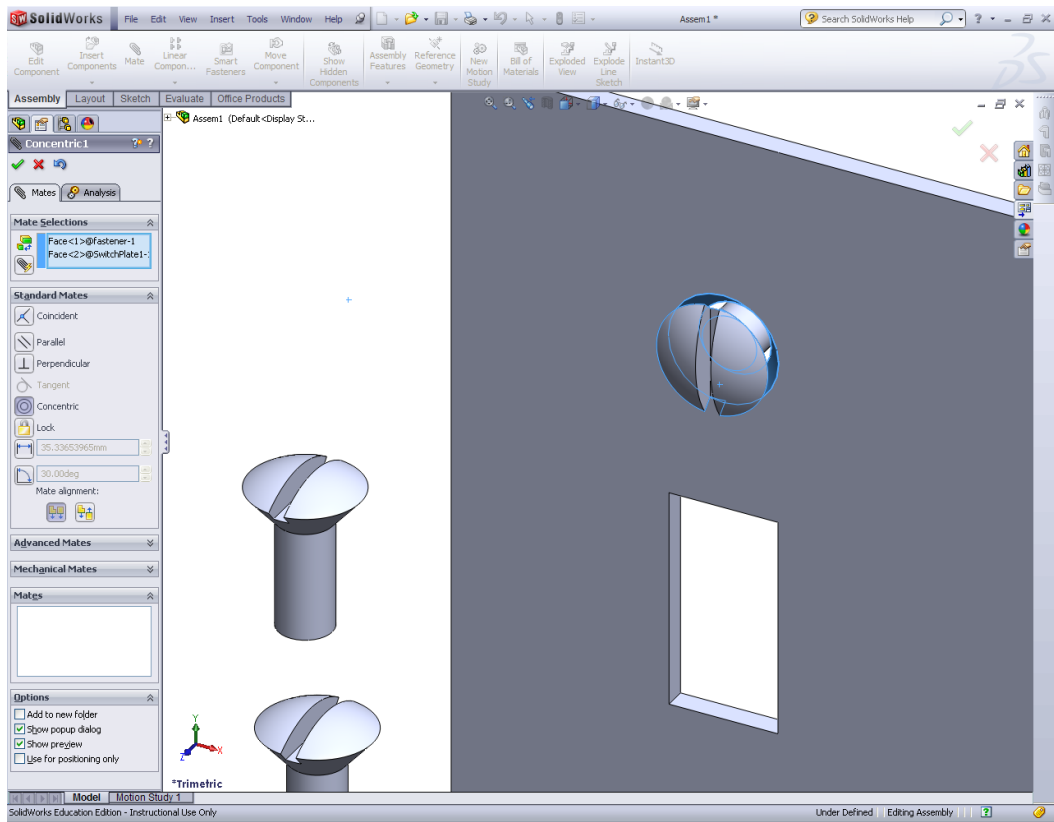 SolidWorks File Edit View Insert Tools Window Help Assem1 * Search SolidWorks Help
Edit Component
Insert Components
Mate
Linear Compon...
Smart Fasteners
Move Component
Show Hidden Components
Assembly Features
Reference Geometry
New Motion Study
Bill of Materials
Exploded View
Explode Line Sketch
Instant3D
Assembly Layout Sketch Evaluate Office Products
Assem1 (Default<Display St...
Concentric1
Mates Analysis
Mate Selections
Face<1>@fastener-1
Face<2>@SwitchPlate1-
Standard Mates
Coincident
Parallel
Perpendicular
Tangent
Concentric
Lock
35.33653965mm
30.00deg
Mate alignment:
Advanced Mates
Mechanical Mates
Mates
Options
Add to new folder
Show popup dialog
Show preview
Use for positioning only
Y
X
Z
*Trimetric
Model Motion Study 1
SolidWorks Education Edition - Instructional Use Only Under Defined Editing Assembly